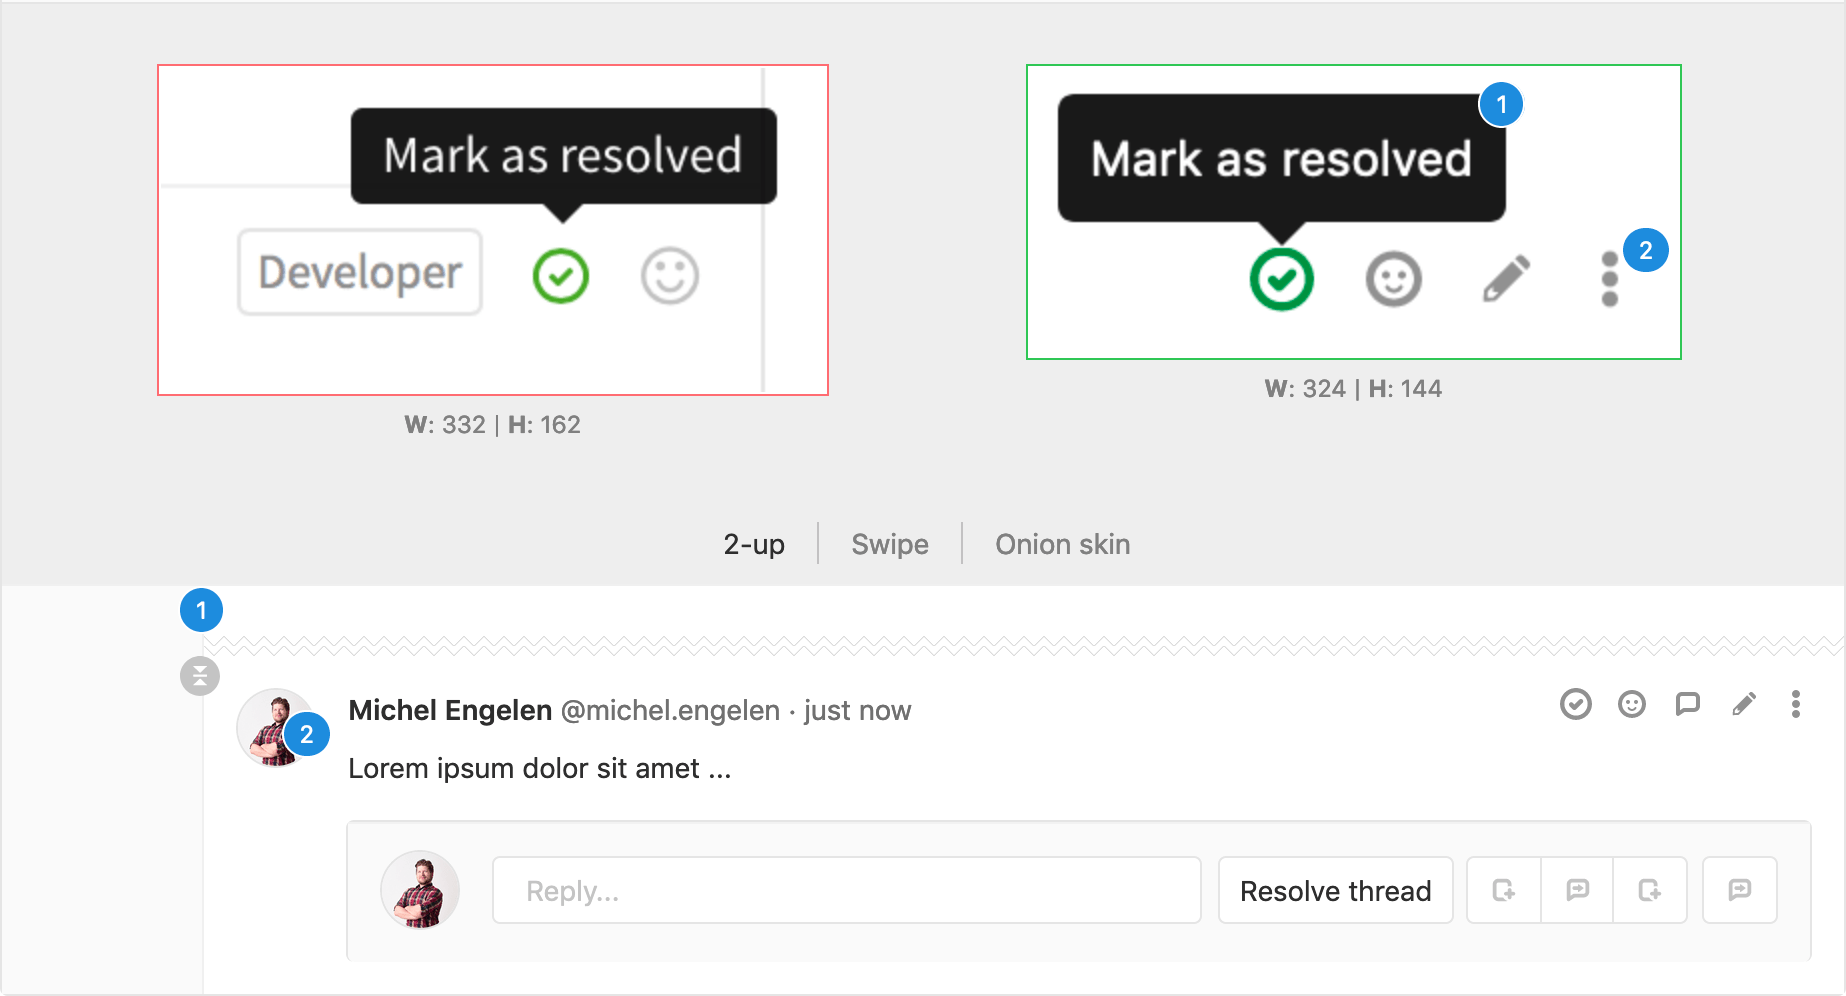 Mark as resolved
Developer
W: 332 | H: 162
1
Mark as resolved
2
W: 324 | H: 144
2-up
Swipe
Onion skin
1
2
Michel Engelen @michel.engelen · just now
Lorem ipsum dolor sit amet ...
Reply...
Resolve thread